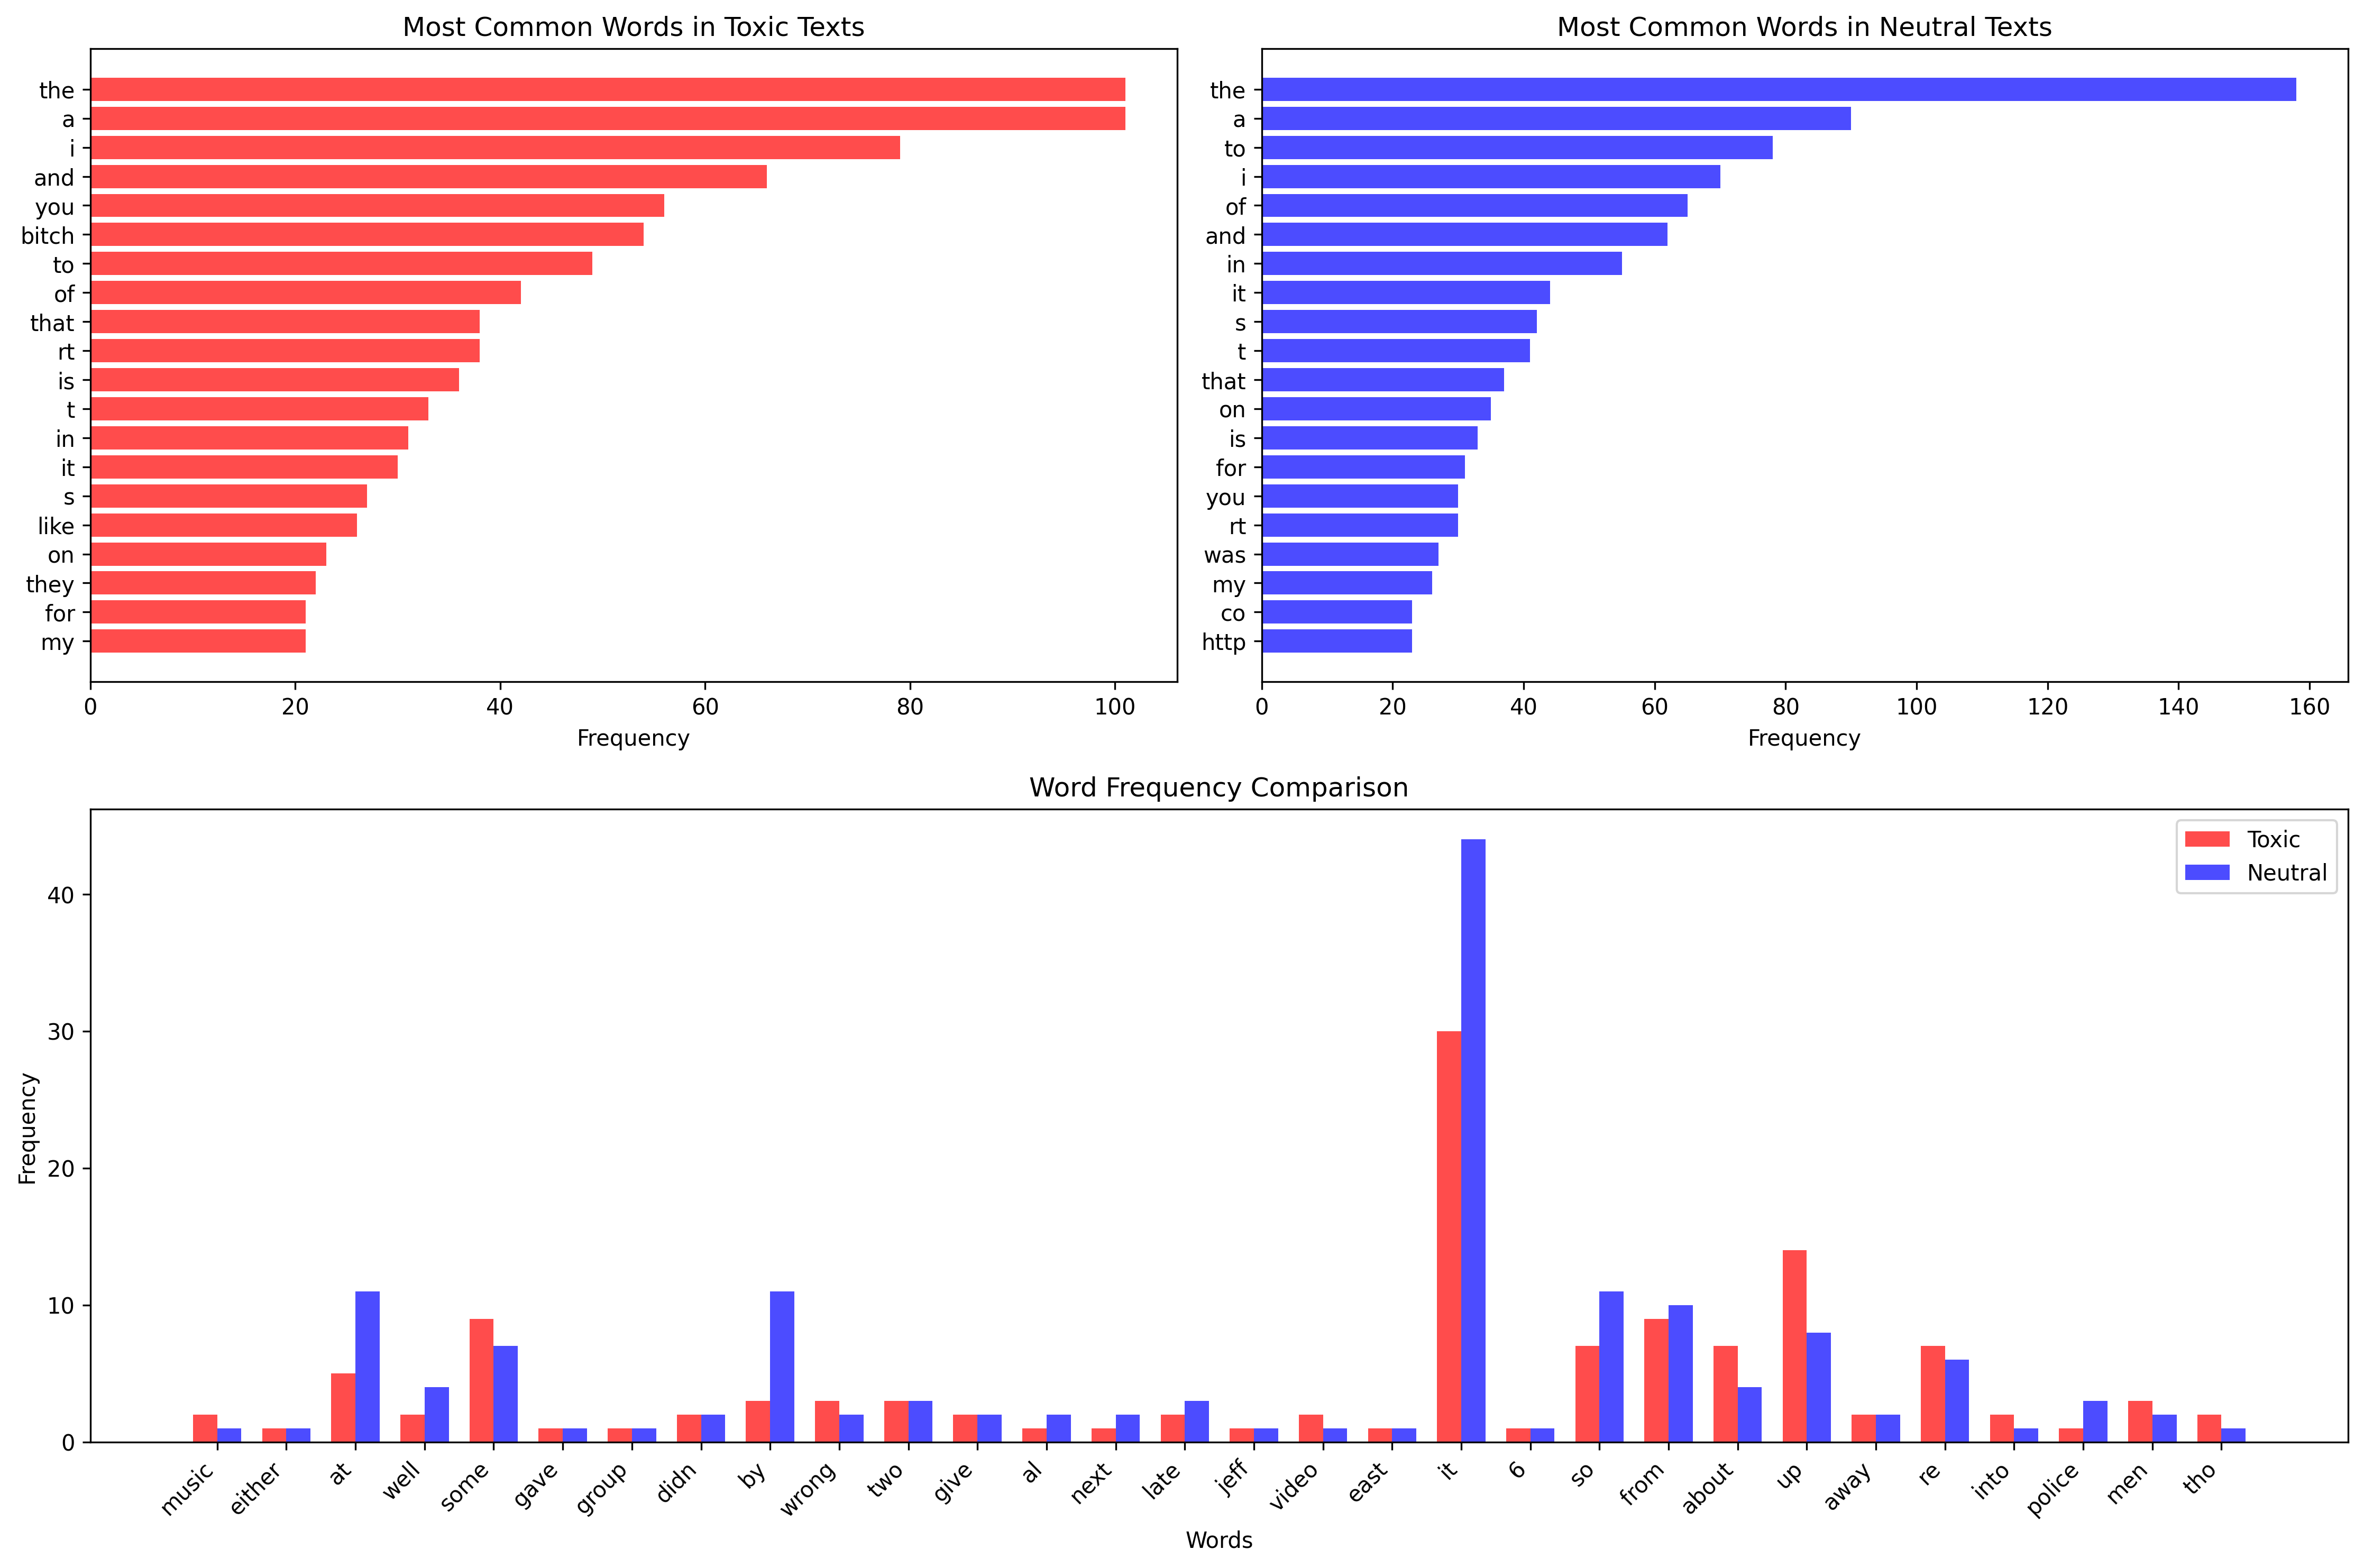 Most Common Words in Toxic Texts
the
a
i
and
you
bitch
to
of
that
rt
is
t
in
it
s
like
on
they
for
my
0 20 40 60 80 100
Frequency
Most Common Words in Neutral Texts
the
a
to
i
of
and
in
it
s
t
that
on
is
for
you
rt
was
my
co
http
0 20 40 60 80 100 120 140 160
Frequency
Word Frequency Comparison
Toxic
Neutral
40
30
20
10
0
Frequency
music either at well some gave group didn by wrong two give al next late jeff video east it 6 so from about up away re into police men tho
Words